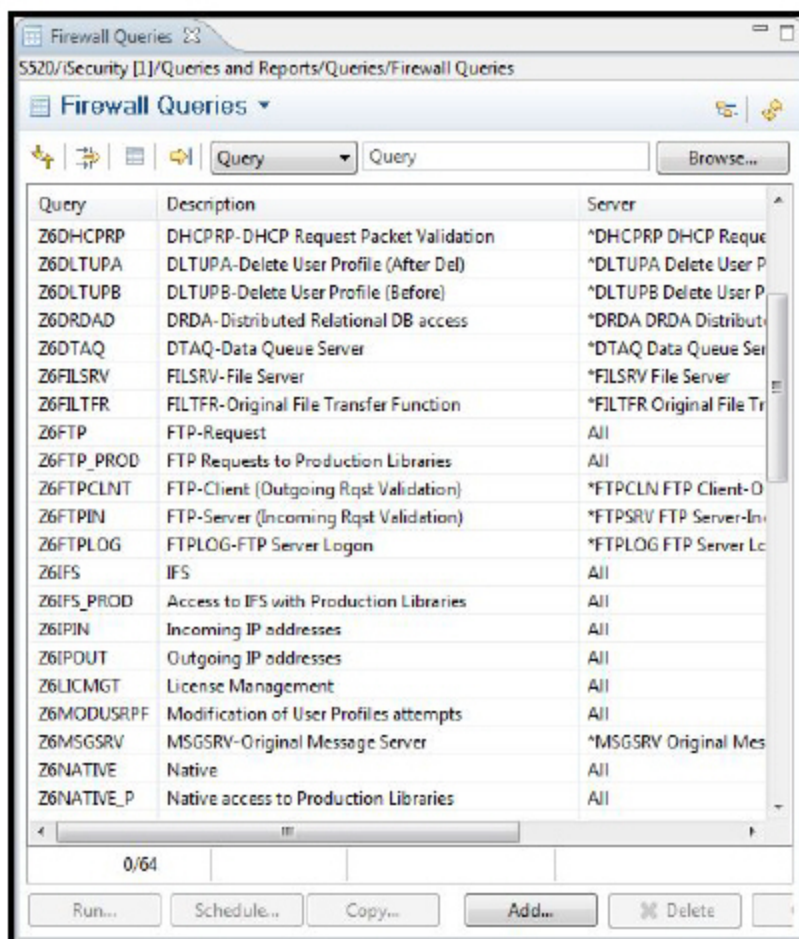 Firewall Queries
S520/iSecurity [1]/Queries and Reports/Queries/Firewall Queries
Firewall Queries
Query Query Browse...
Query Description Server
Z6DHCPRP DHCPRP-DHCP Request Packet Validation *DHCPRP DHCP Reque
Z6DLTUPA DLTUPA-Delete User Profile (After Del) *DLTUPA Delete User P
Z6DLTUPB DLTUPB-Delete User Profile (Before) *DLTUPB Delete User P
Z6DRDAD DRDA-Distributed Relational DB access *DRDA DRDA Distribut
Z6DTAQ DTAQ-Data Queue Server *DTAQ Data Queue Ser
Z6FILSRV FILSRV-File Server *FILSRV File Server
Z6FILTFR FILTFR-Original File Transfer Function *FILTFR Original File Tr
Z6FTP FTP-Request All
Z6FTP_PROD FTP Requests to Production Libraries All
Z6FTPCLNT FTP-Client (Outgoing Rqst Validation) *FTPCLN FTP Client-O
Z6FTPIN FTP-Server (Incoming Rqst Validation) *FTPSRV FTP Server-In
Z6FTPLOG FTPLOG-FTP Server Logon *FTPLOG FTP Server Lo
Z6IFS IFS All
Z6IFS_PROD Access to IFS with Production Libraries All
Z6IPIN Incoming IP addresses All
Z6IPOUT Outgoing IP addresses All
Z6LICMGT License Management All
Z6MODUSRPF Modification of User Profiles attempts All
Z6MSGSRV MSGSRV-Original Message Server *MSGSRV Original Mes
Z6NATIVE Native All
Z6NATIVE_P Native access to Production Libraries All
0/64
Run... Schedule... Copy... Add... Delete